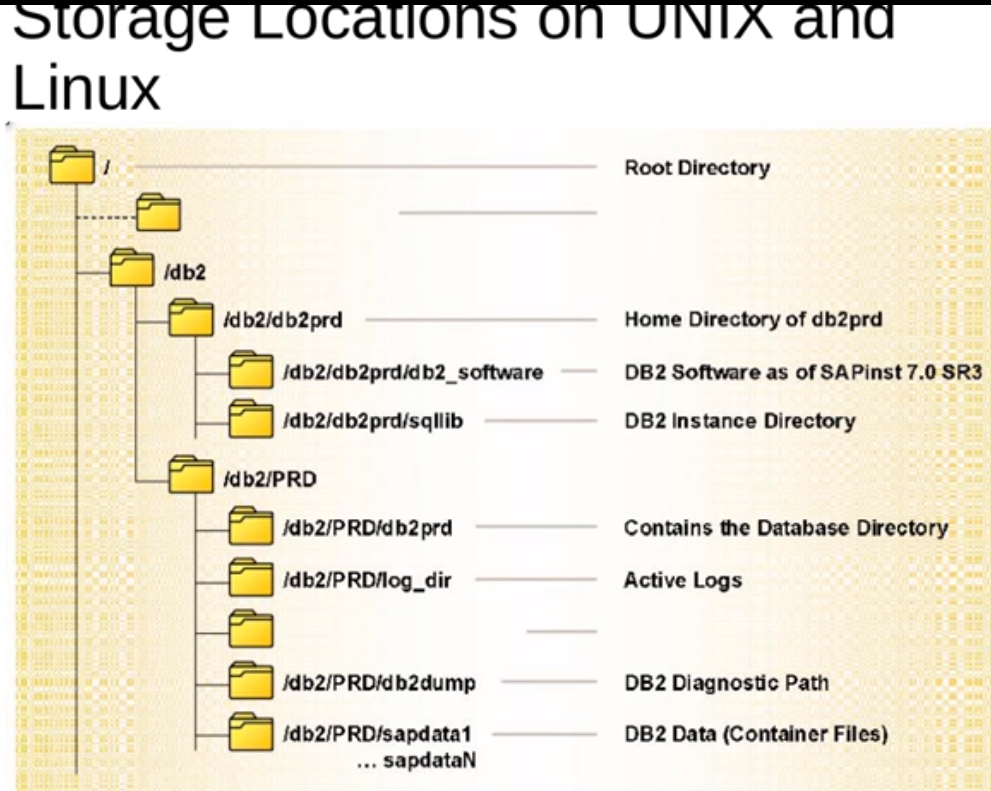 Storage Locations on UNIX and
Linux
/ Root Directory
/db2
/db2/db2prd Home Directory of db2prd
/db2/db2prd/db2_software DB2 Software as of SAPinst 7.0 SR3
/db2/db2prd/sqllib DB2 Instance Directory
/db2/PRD
/db2/PRD/db2prd Contains the Database Directory
/db2/PRD/log_dir Active Logs
/db2/PRD/db2dump DB2 Diagnostic Path
/db2/PRD/sapdata1 DB2 Data (Container Files)
... sapdataN